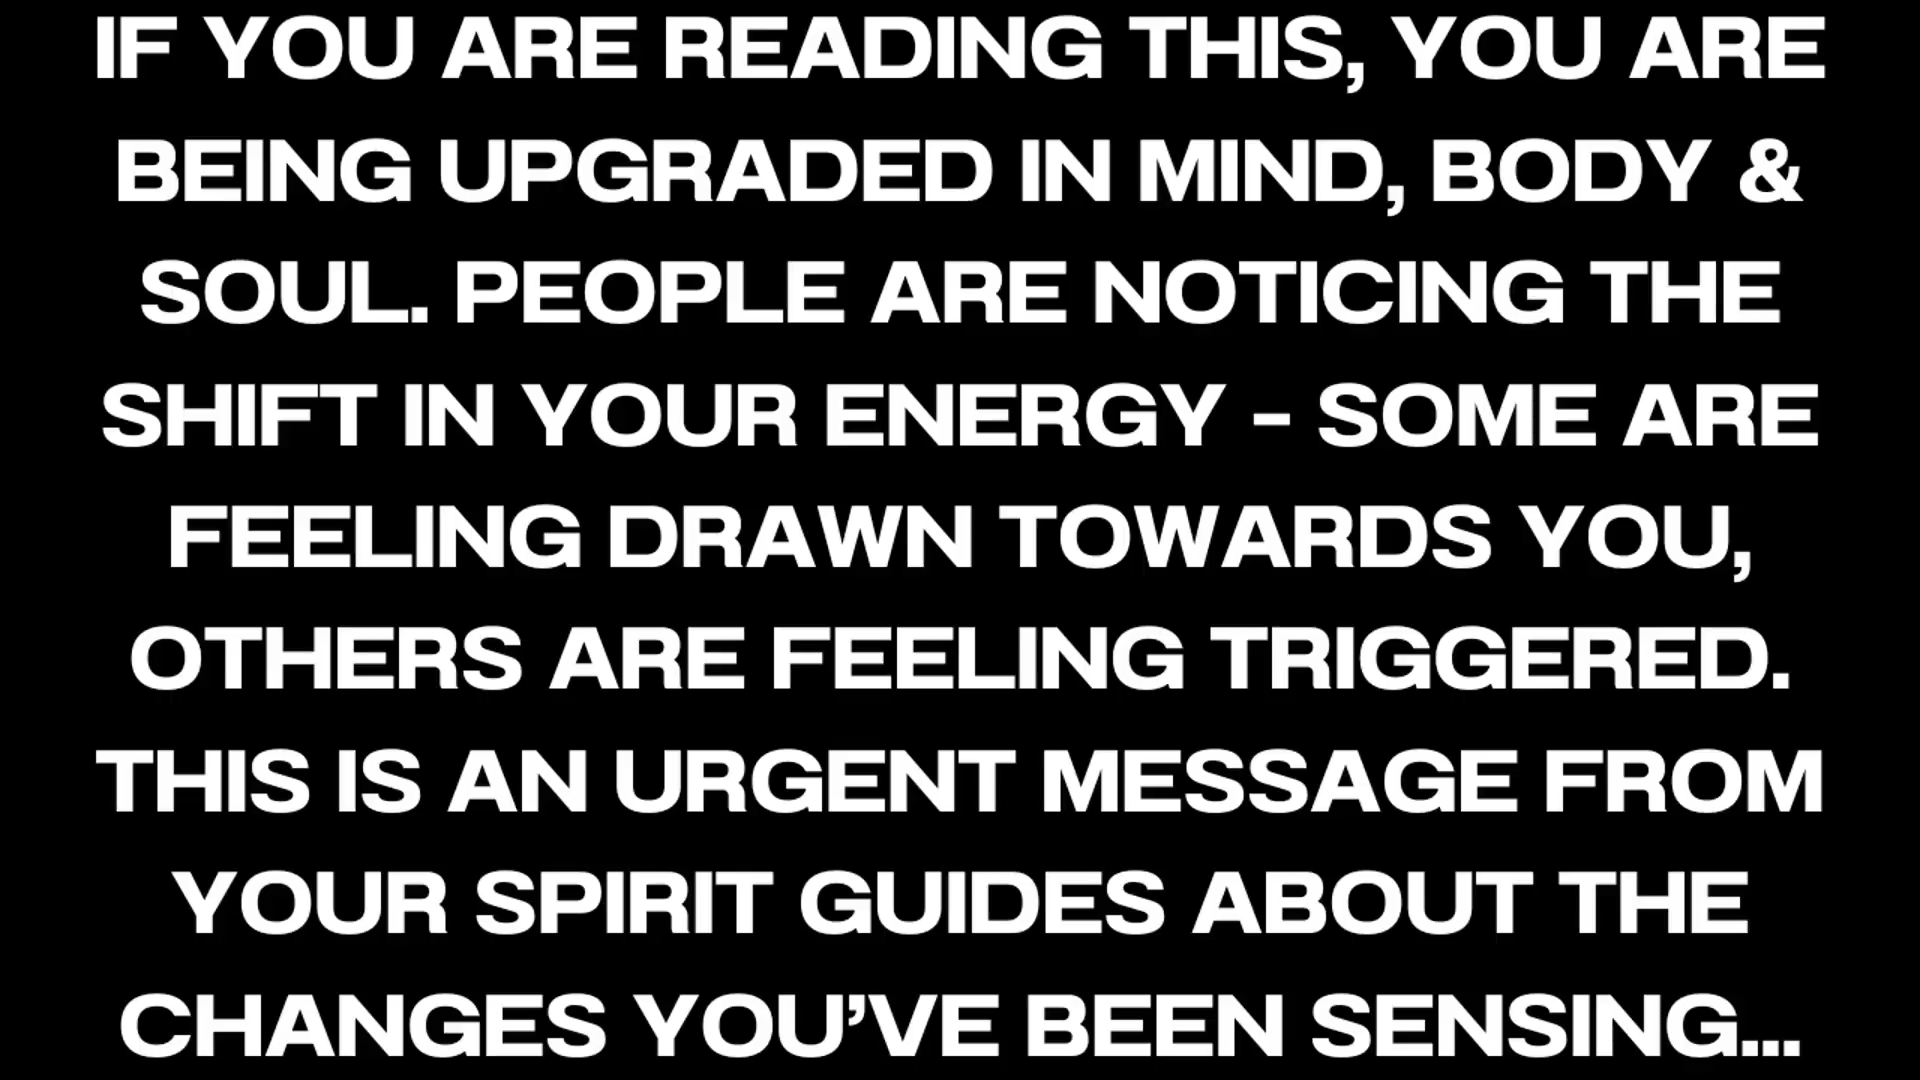 IF YOU ARE READING THIS, YOU ARE
BEING UPGRADED IN MIND, BODY &
SOUL. PEOPLE ARE NOTICING THE
SHIFT IN YOUR ENERGY - SOME ARE
FEELING DRAWN TOWARDS YOU,
OTHERS ARE FEELING TRIGGERED.
THIS IS AN URGENT MESSAGE FROM
YOUR SPIRIT GUIDES ABOUT THE
CHANGES YOU’VE BEEN SENSING...